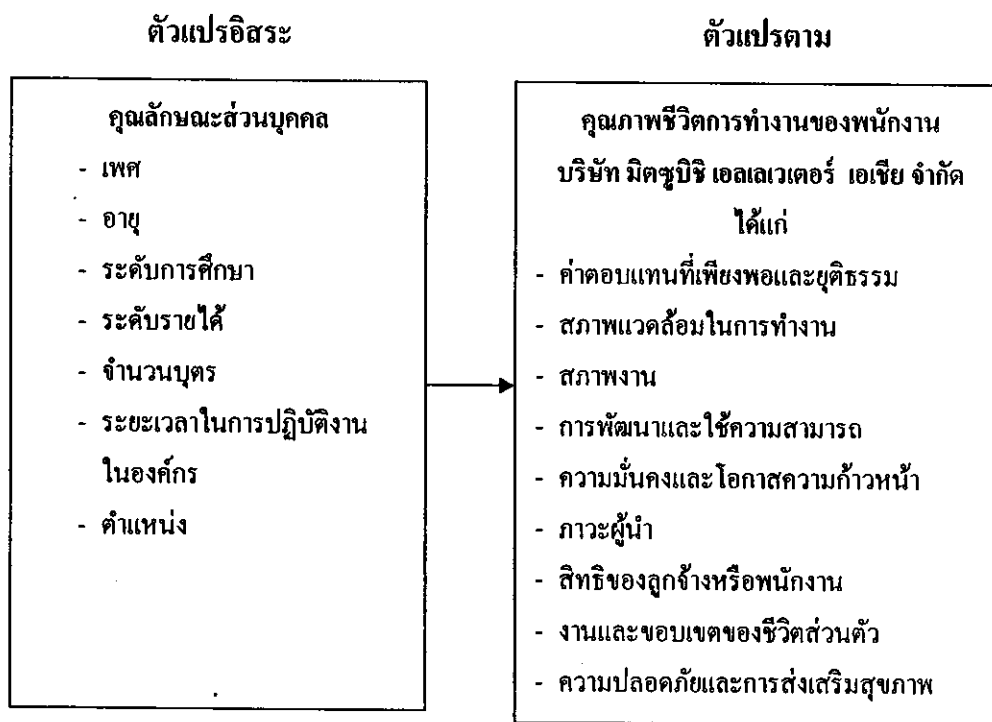 ตัวแปรอิสระ
คุณลักษณะส่วนบุคคล
- เพศ
- อายุ
- ระดับการศึกษา
- ระดับรายได้
- จำนวนบุตร
- ระยะเวลาในการปฏิบัติงาน
ในองค์กร
- ตำแหน่ง
ตัวแปรตาม
คุณภาพชีวิตการทำงานของพนักงาน
บริษัท มิตซูบิชิ เอลเลเวเตอร์ เอเชีย จำกัด
ได้แก่
- ค่าตอบแทนที่เพียงพอและยุติธรรม
- สภาพแวดล้อมในการทำงาน
- สภาพงาน
- การพัฒนาและใช้ความสามารถ
- ความมั่นคงและโอกาสความก้าวหน้า
- ภาวะผู้นำ
- สิทธิของลูกจ้างหรือพนักงาน
- งานและขอบเขตของชีวิตส่วนตัว
- ความปลอดภัยและการส่งเสริมสุขภาพ